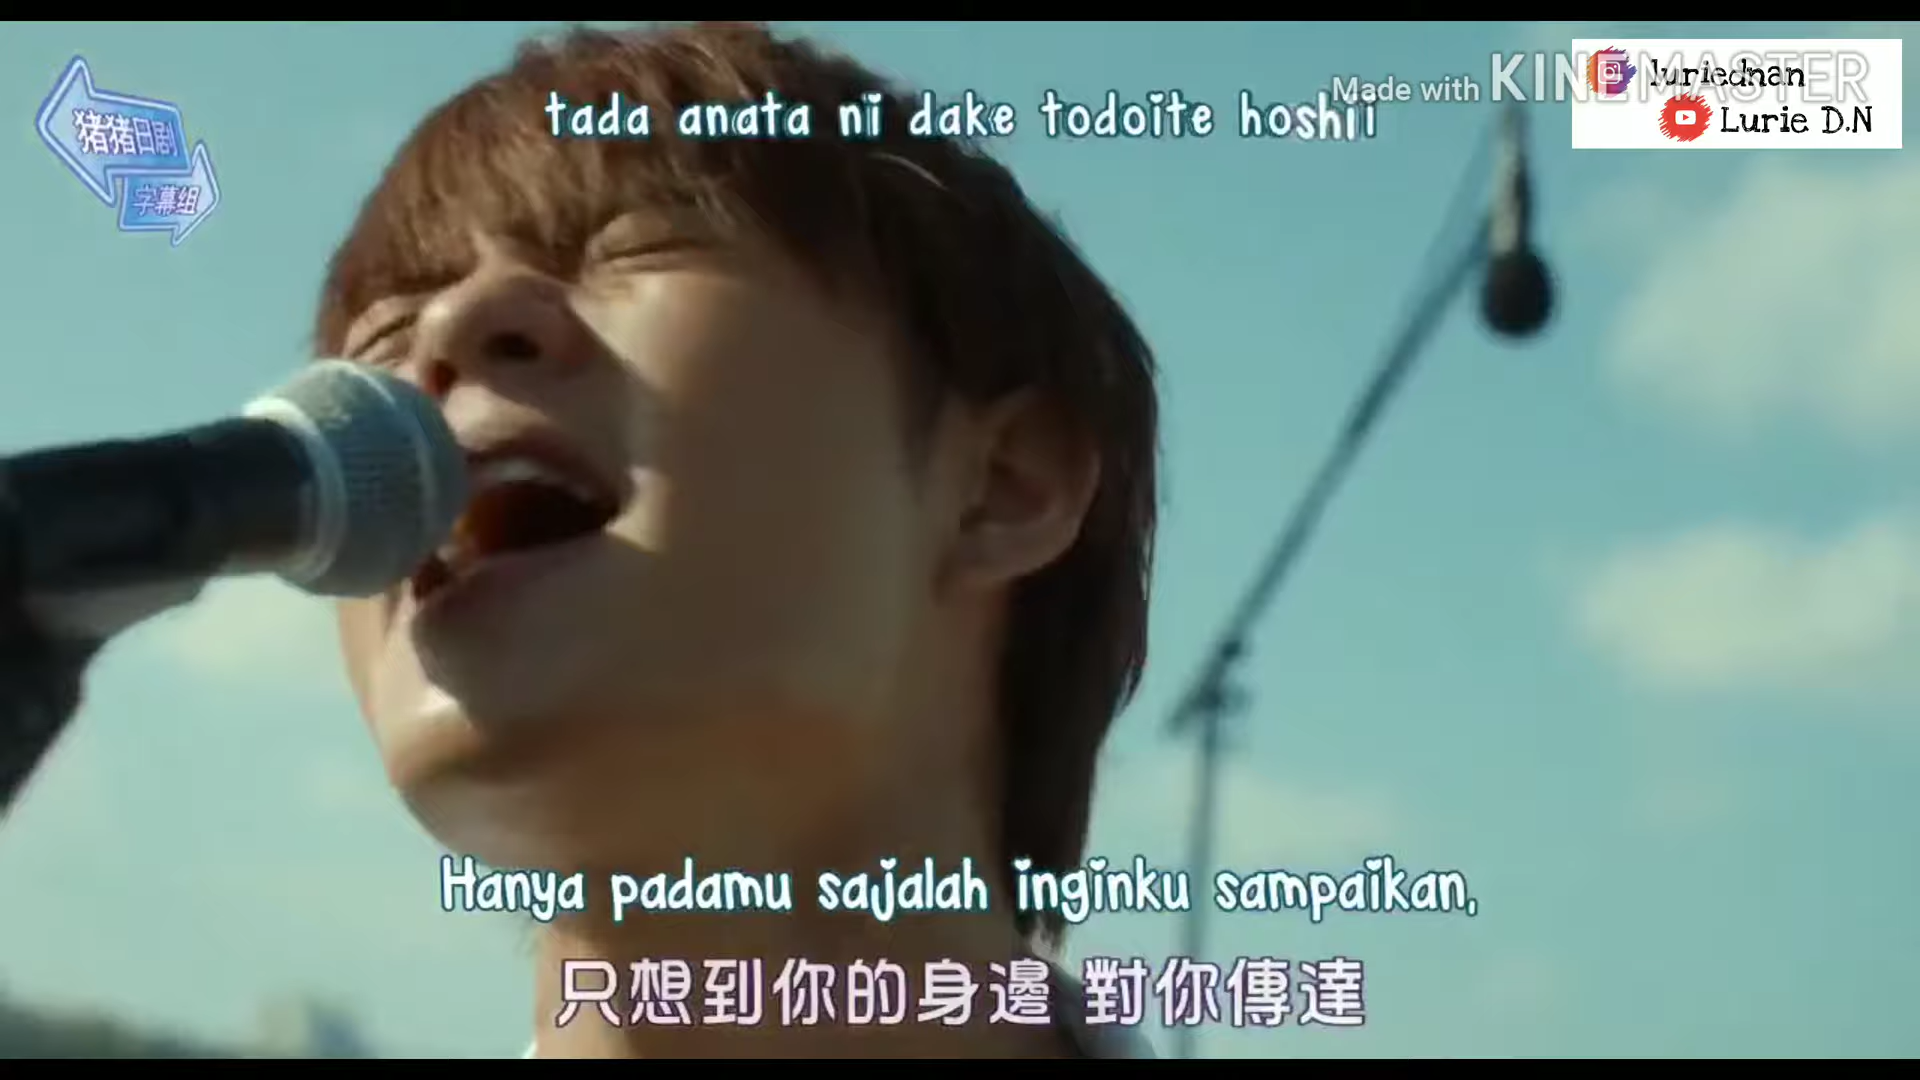 猪猪日剧
字幕组
tada anata ni dake todoite hoshii
Made with KINEMASTER
luriednan
Lurie D.N
Hanya padamu sajalah inginku sampaikan,
只想到你的身邊 對你傳達